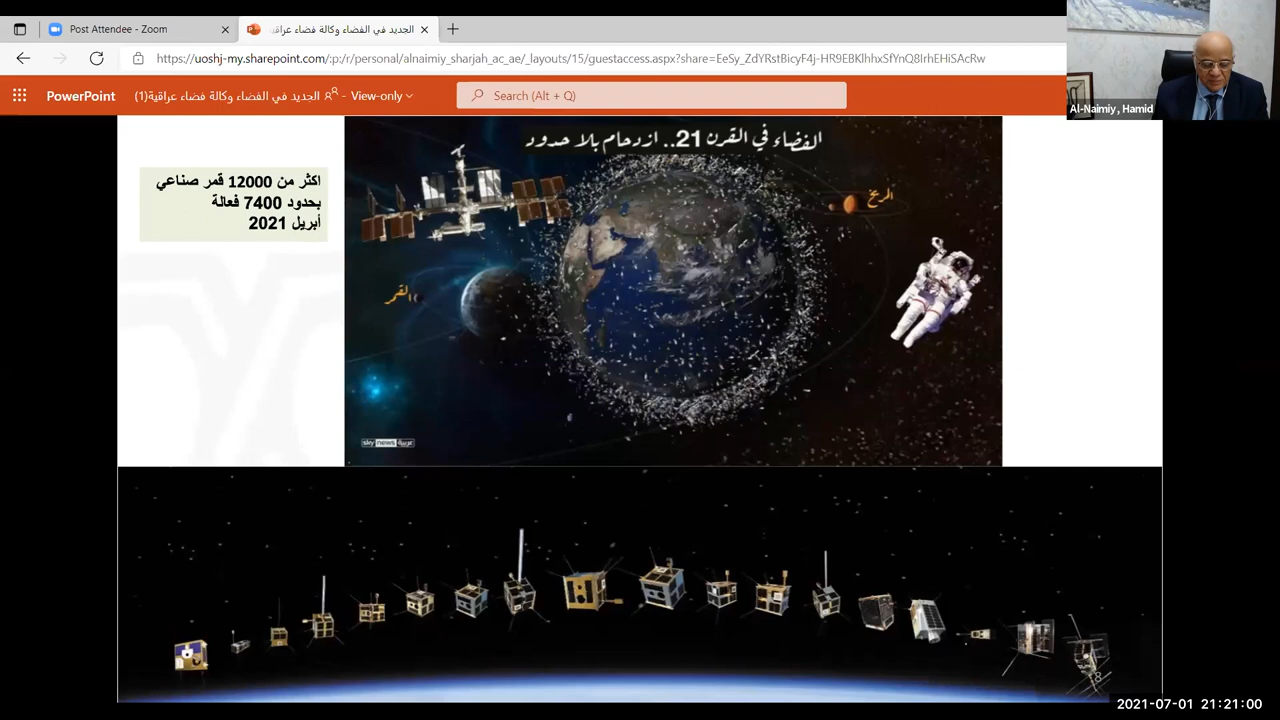 Post Attendee - Zoom
الجديد في الفضاء وكالة فضاء عراقية
https://uoshj-my.sharepoint.com/:p:/r/personal/alnaimiy_sharjah_ac_ae/_layouts/15/guestaccess.aspx?share=EeSy_ZdYRstBicyF4j-HR9EBKlhhxSfYnQ8IrhEHiSAcRw
PowerPoint
الجديد في الفضاء وكالة فضاء عراقية(1) - View-only
Search (Alt + Q)
Al-Naimiy, Hamid
الفضاء في القرن 21.. ازدحام بلا حدود
اكثر من 12000 قمر صناعي
بحدود 7400 فعالة
أبريل 2021
المريخ
القمر
sky news عربية
8
2021-07-01 21:21:00